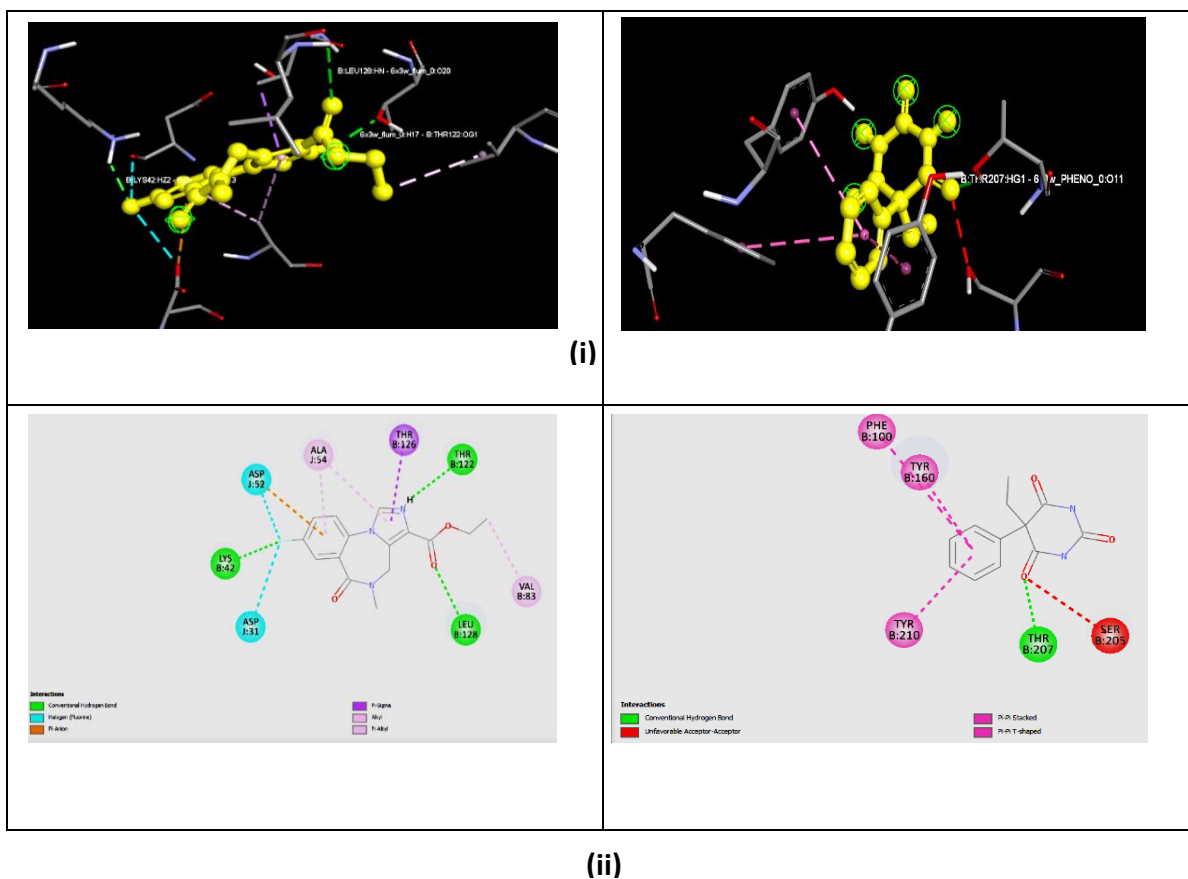 B:LEU128:HN - 6x3w_flum_0:O20
6x3w_flum_0:H17 - B:THR122:OG1
B:LYS42:HZ2 -
3
B:THR207:HG1 - 6
w_PHENO_0:O11
(i)
THR
B:126
ALA
J:54
THR
B:122
ASP
J:52
H
N
N
O
O
LYS
B:42
O
N
VAL
B:83
ASP
J:31
LEU
B:128
Interactions
Conventional Hydrogen Bond
Halogen (Fluorine)
Pi-Anion
Pi-Sigma
Alkyl
Pi-Alkyl
PHE
B:100
TYR
B:160
O
O
N
O
N
O
TYR
B:210
THR
B:207
SER
B:205
Interactions
Conventional Hydrogen Bond
Unfavorable Acceptor-Acceptor
Pi-Pi Stacked
Pi-Pi T-shaped
(ii)